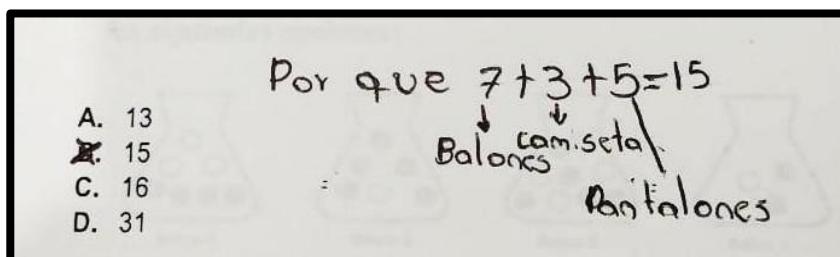 Por que 7+3+5=15
A. 13
B. 15
C. 16
D. 31
Balones
camiseta
Pantalones